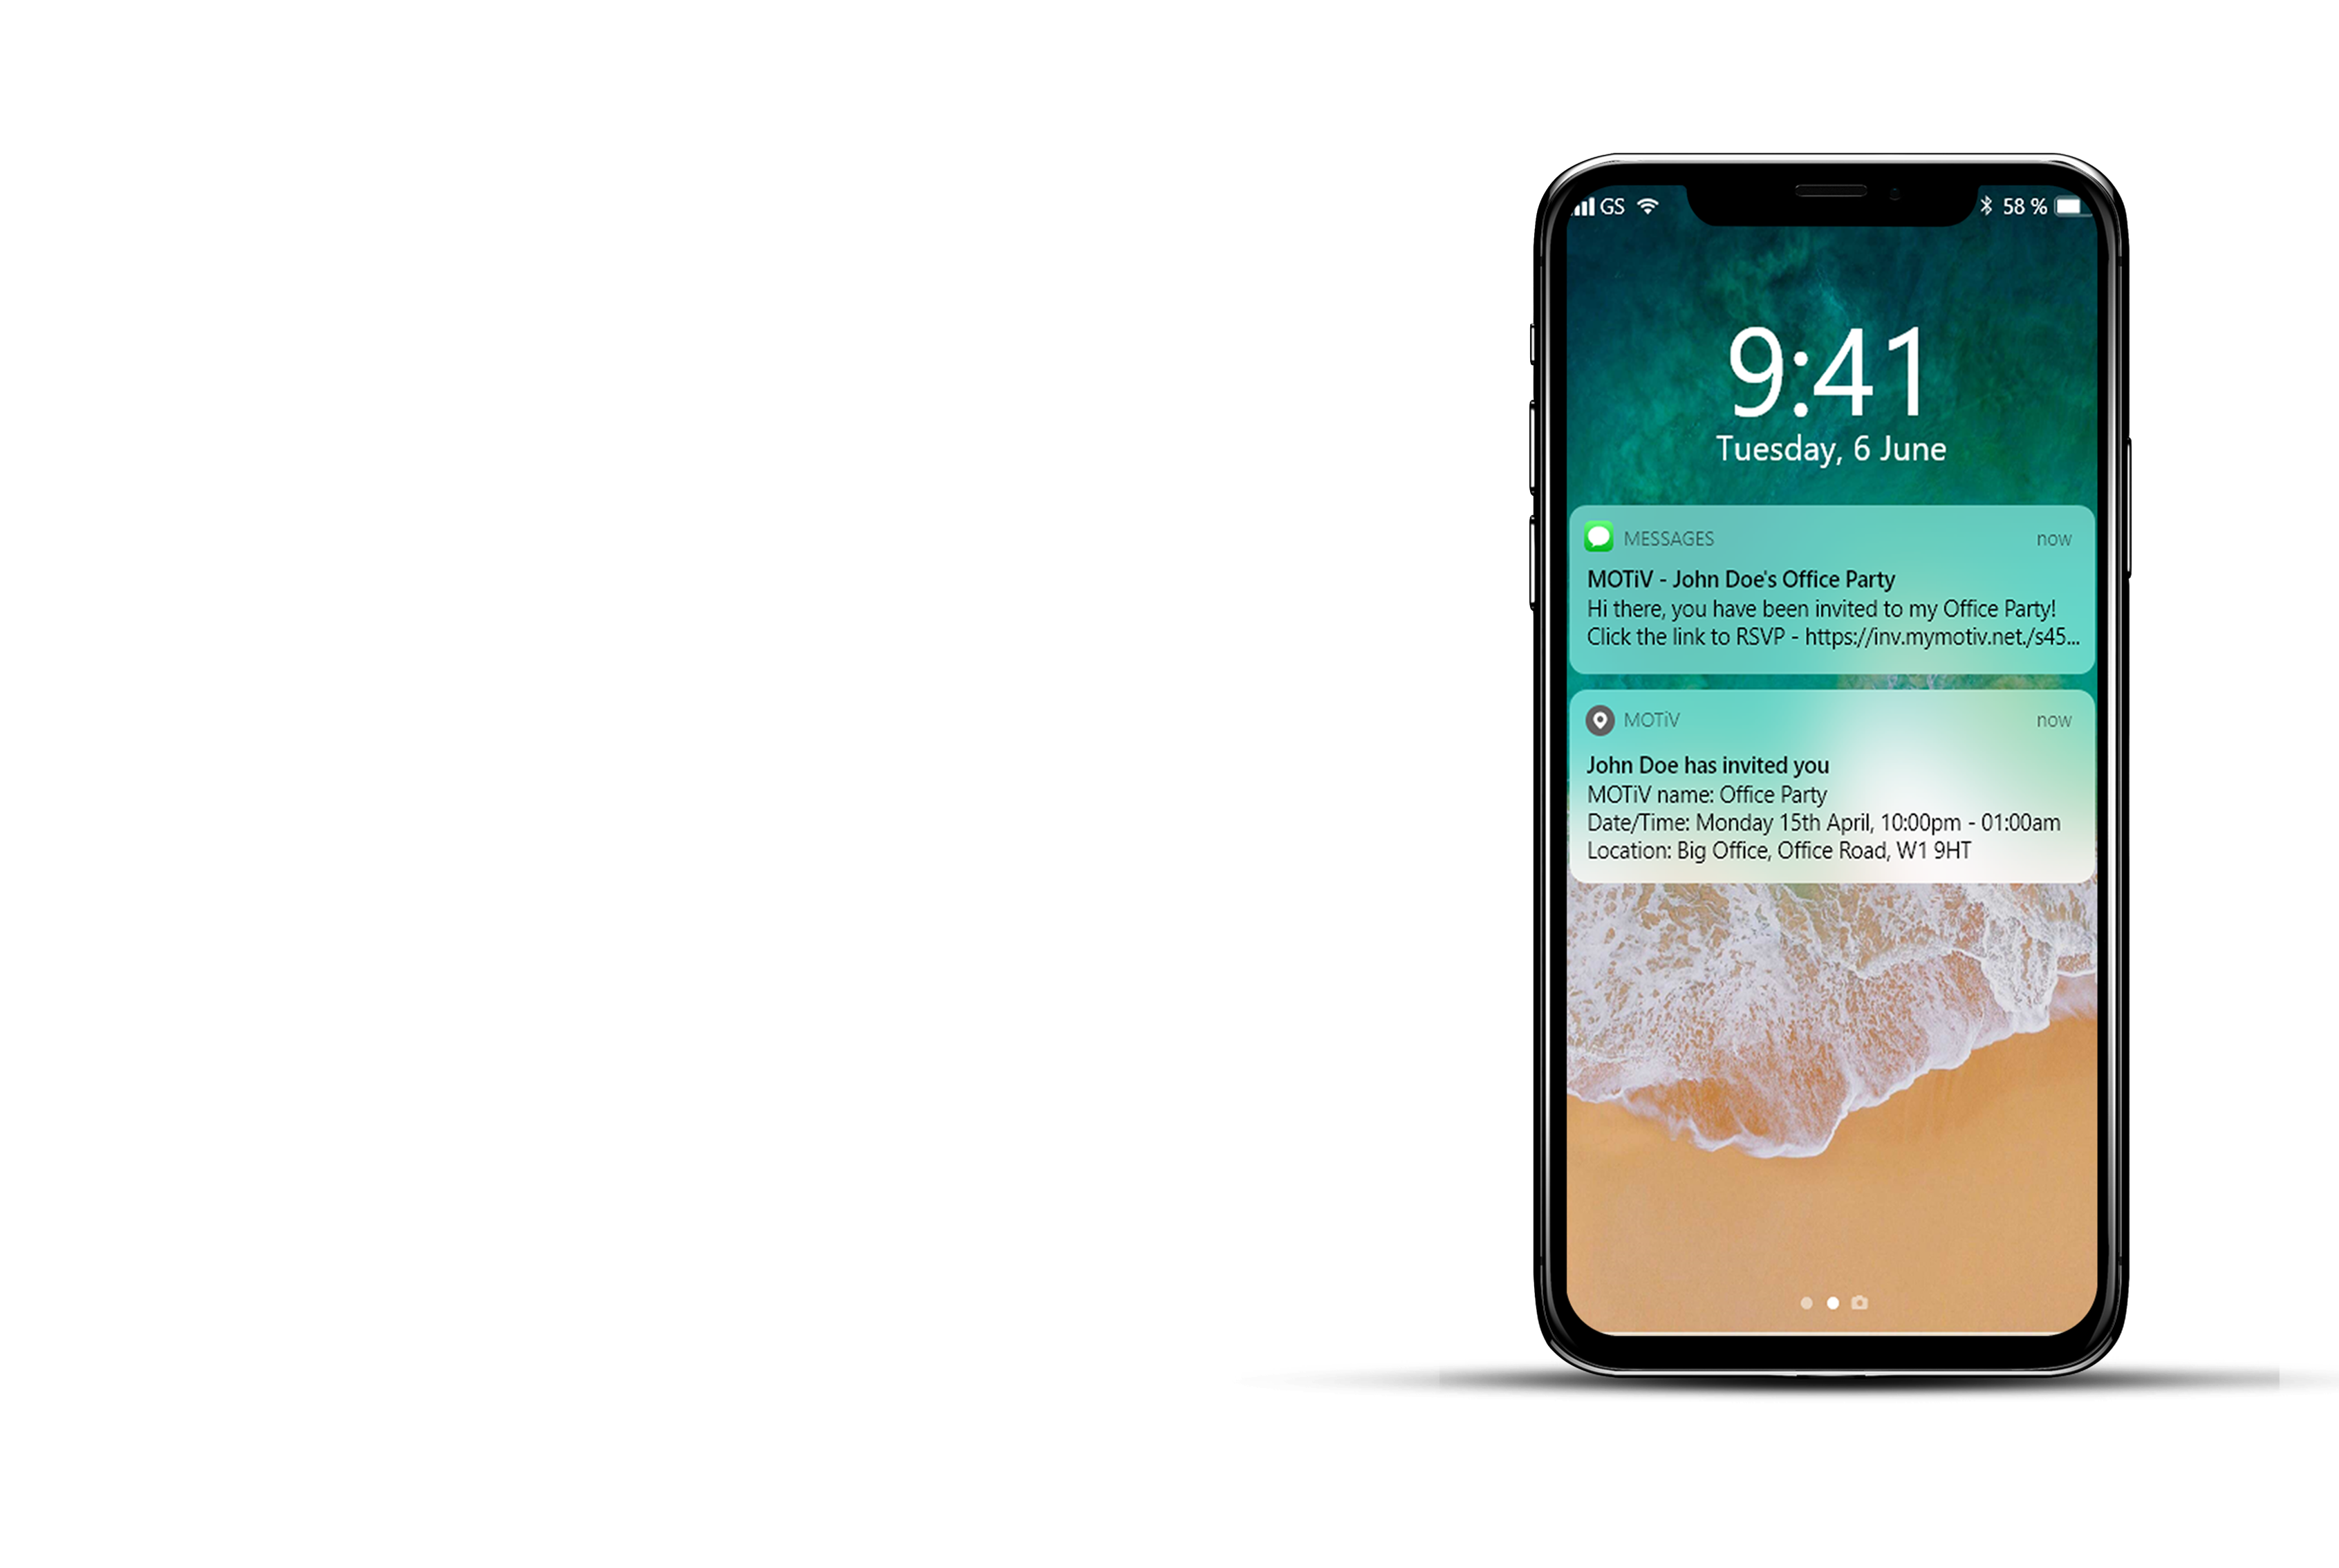 GS 58 %
9:41
Tuesday, 6 June
MESSAGES now
MOTiV - John Doe's Office Party
Hi there, you have been invited to my Office Party!
Click the link to RSVP - https://inv.mymotiv.net./s45...
MOTiV now
John Doe has invited you
MOTiV name: Office Party
Date/Time: Monday 15th April, 10:00pm - 01:00am
Location: Big Office, Office Road, W1 9HT